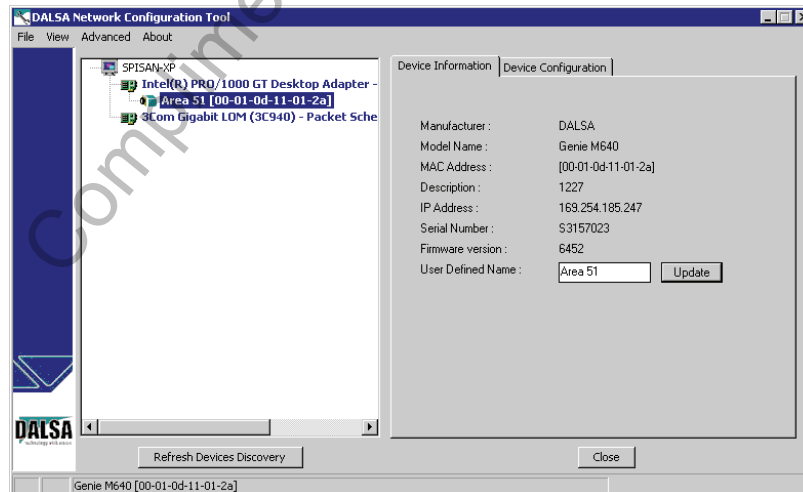 DALSA Network Configuration Tool
File View Advanced About
SPISAN-XP
Intel(R) PRO/1000 GT Desktop Adapter -
Area 51 [00-01-0d-11-01-2a]
3Com Gigabit LOM (3C940) - Packet Sche
Device Information
Device Configuration
Manufacturer : DALSA
Model Name : Genie M640
MAC Address : [00-01-0d-11-01-2a]
Description : 1227
IP Address : 169.254.185.247
Serial Number : S3157023
Firmware version : 6452
User Defined Name : Area 51 Update
DALSA
Refresh Devices Discovery
Close
Genie M640 [00-01-0d-11-01-2a]
Complime